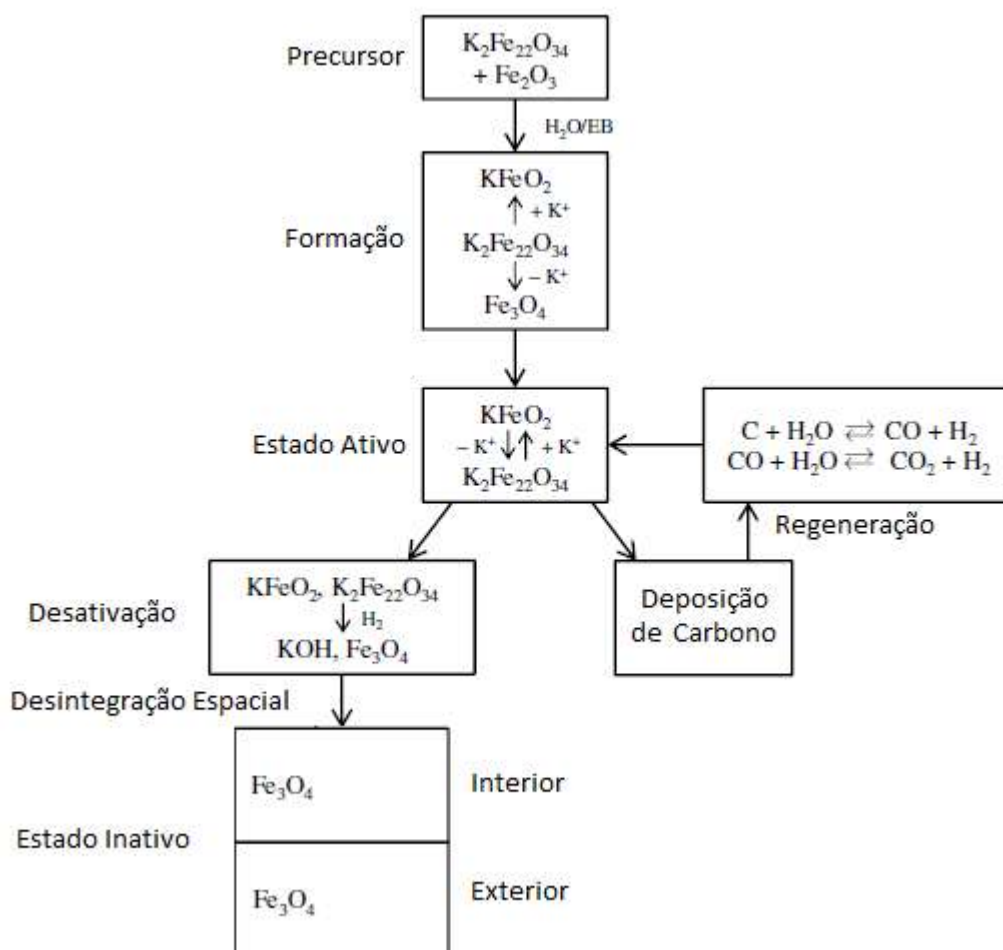 Precursor
K₂Fe₂₂O₃₄
+ Fe₂O₃
H₂O/EB
Formação
KFeO₂
↑ + K⁺
K₂Fe₂₂O₃₄
↓ − K⁺
Fe₃O₄
Estado Ativo
KFeO₂
− K⁺ ↓↑ + K⁺
K₂Fe₂₂O₃₄
C + H₂O ⇄ CO + H₂
CO + H₂O ⇄ CO₂ + H₂
Regeneração
Desativação
KFeO₂, K₂Fe₂₂O₃₄
↓ H₂
KOH, Fe₃O₄
Deposição
de Carbono
Desintegração Espacial
Estado Inativo
Fe₃O₄
Interior
Fe₃O₄
Exterior